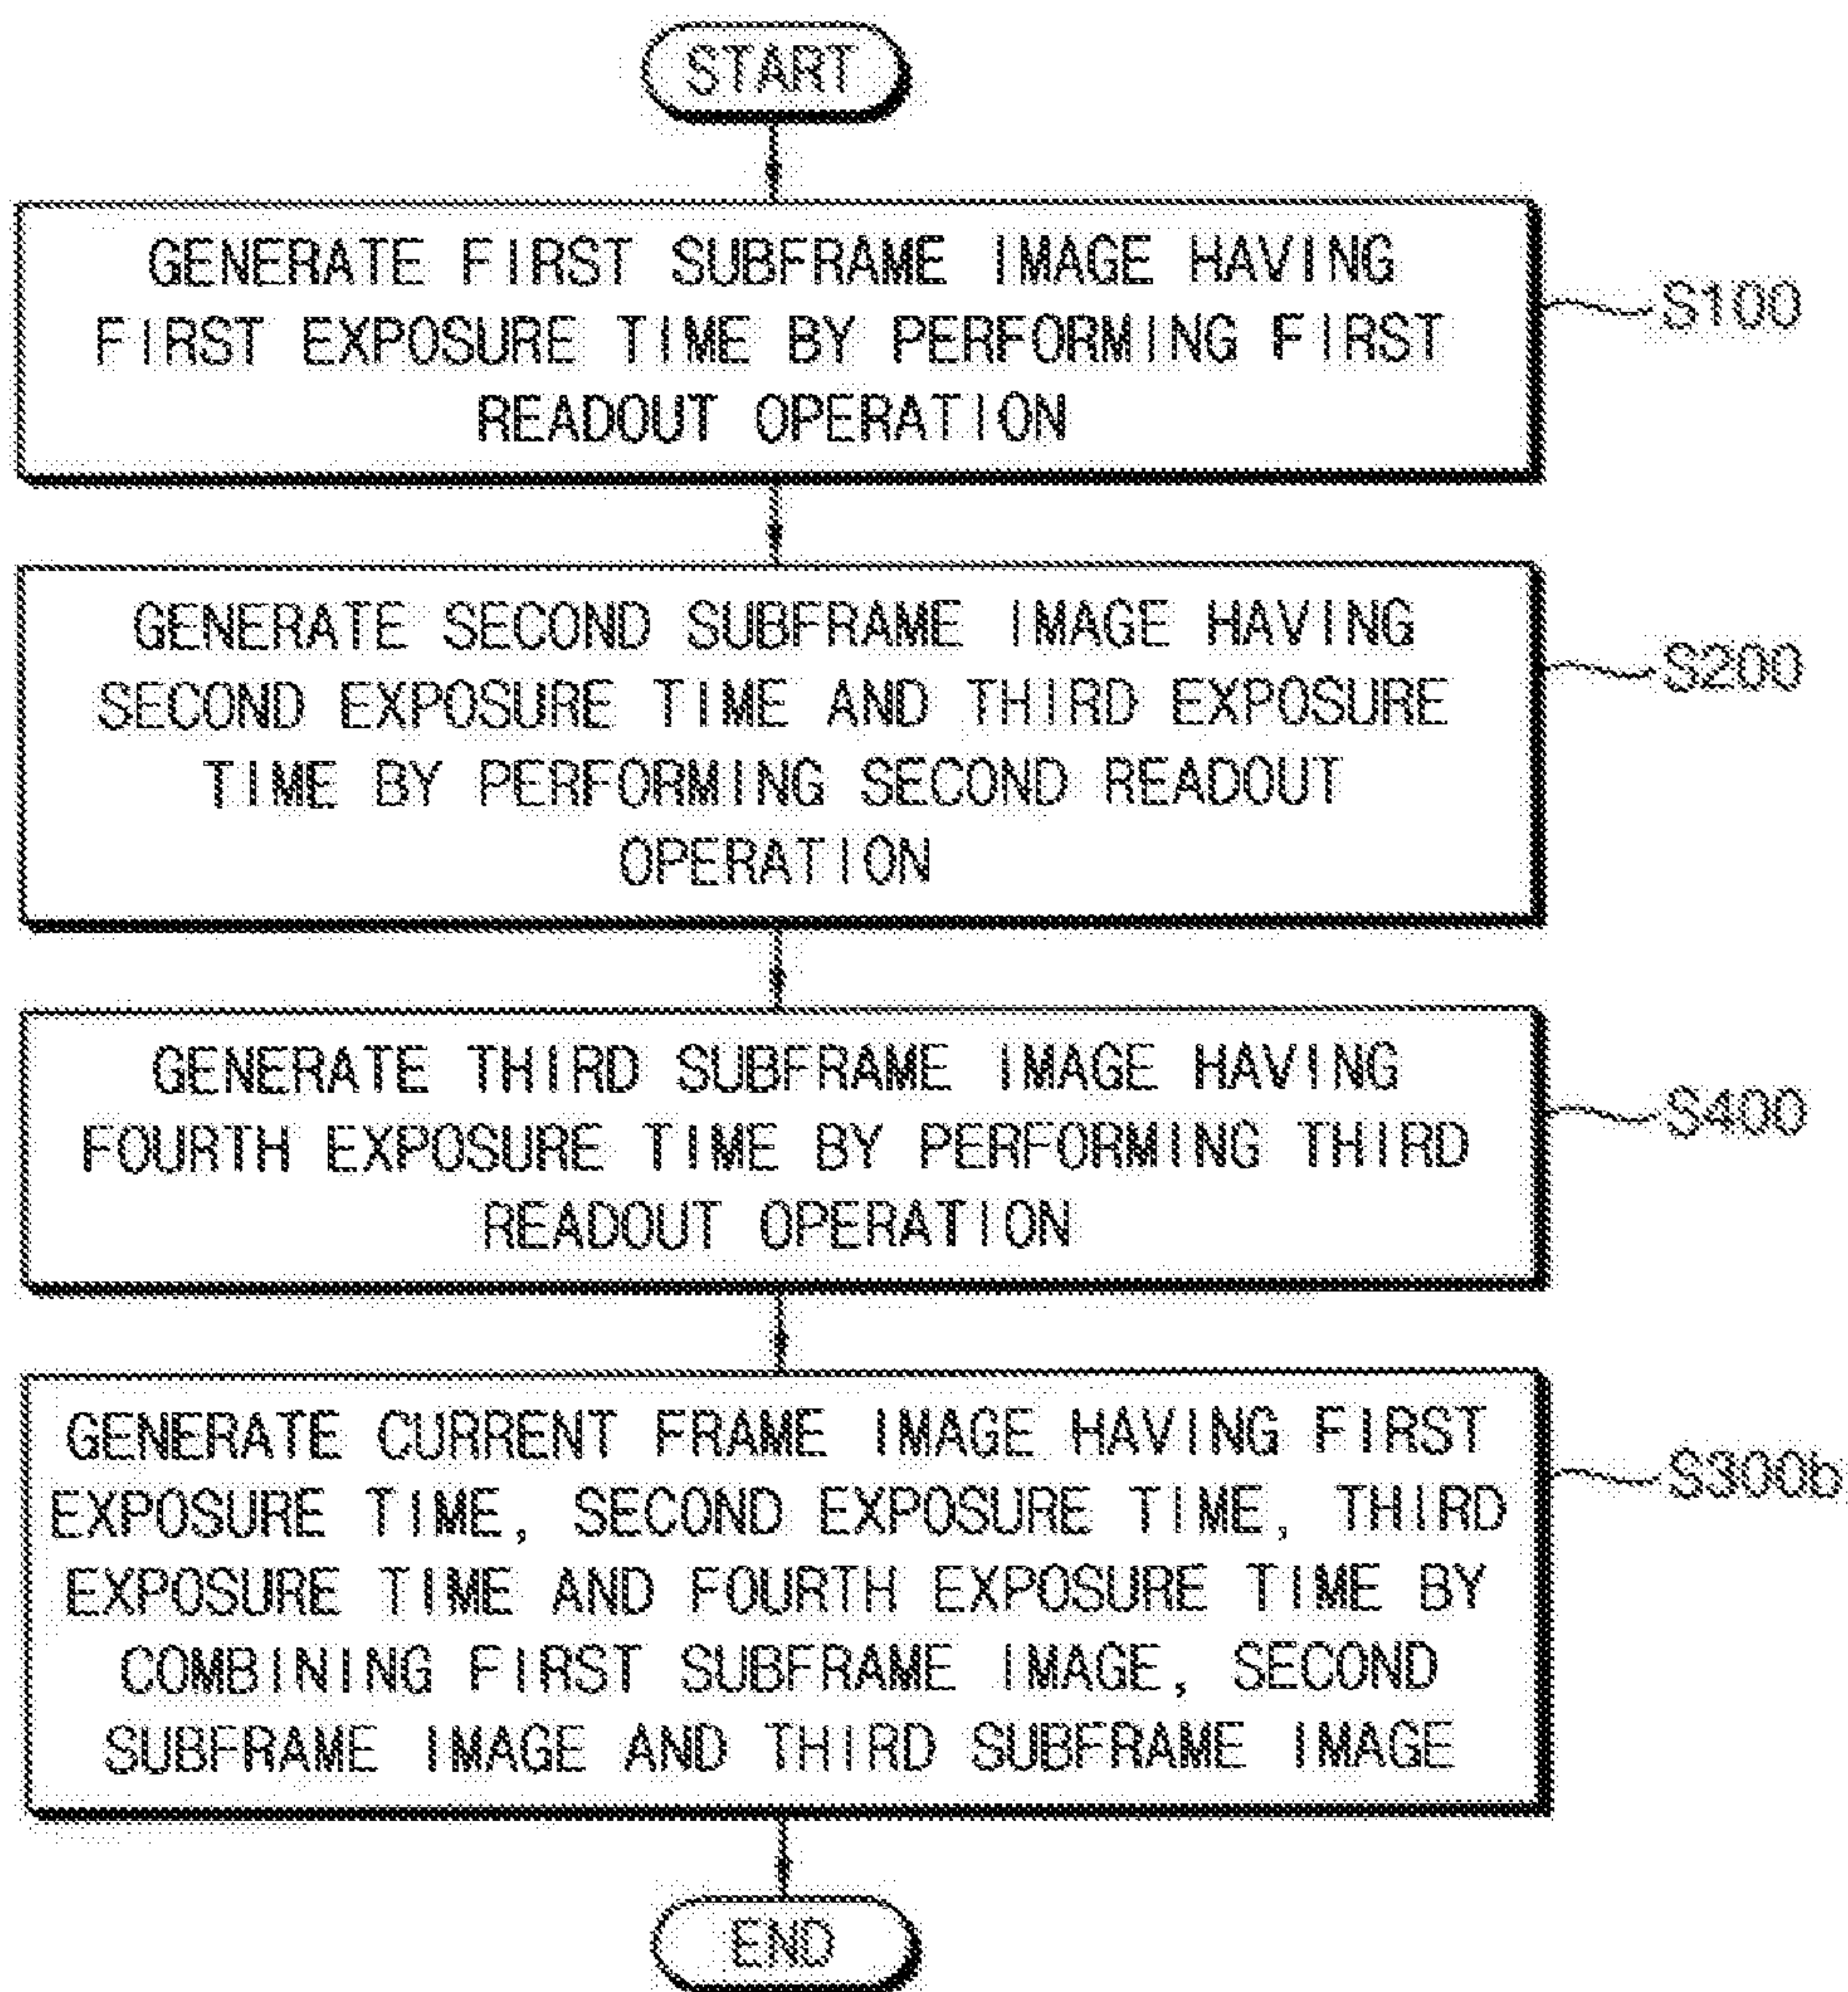 START
GENERATE FIRST SUBFRAME IMAGE HAVING
FIRST EXPOSURE TIME BY PERFORMING FIRST
READOUT OPERATION
S100
GENERATE SECOND SUBFRAME IMAGE HAVING
SECOND EXPOSURE TIME AND THIRD EXPOSURE
TIME BY PERFORMING SECOND READOUT
OPERATION
S200
GENERATE THIRD SUBFRAME IMAGE HAVING
FOURTH EXPOSURE TIME BY PERFORMING THIRD
READOUT OPERATION
S400
GENERATE CURRENT FRAME IMAGE HAVING FIRST
EXPOSURE TIME, SECOND EXPOSURE TIME, THIRD
EXPOSURE TIME AND FOURTH EXPOSURE TIME BY
COMBINING FIRST SUBFRAME IMAGE, SECOND
SUBFRAME IMAGE AND THIRD SUBFRAME IMAGE
S300b
END